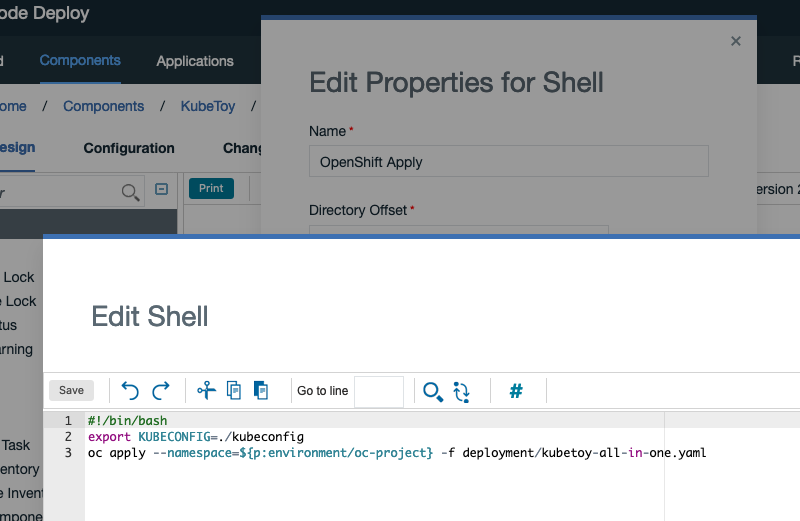 ode Deploy
Components
Applications
R
ome / Components / KubeToy /
esign
Configuration
Chang
Print
ersion 2
×
Edit Properties for Shell
Name *
OpenShift Apply
Directory Offset *
Lock
e Lock
tus
arning
Task
entory
e Invent
mpone
Edit Shell
Save
Go to line
#
1 #!/bin/bash
2 export KUBECONFIG=./kubeconfig
3 oc apply --namespace=${p:environment/oc-project} -f deployment/kubetoy-all-in-one.yaml